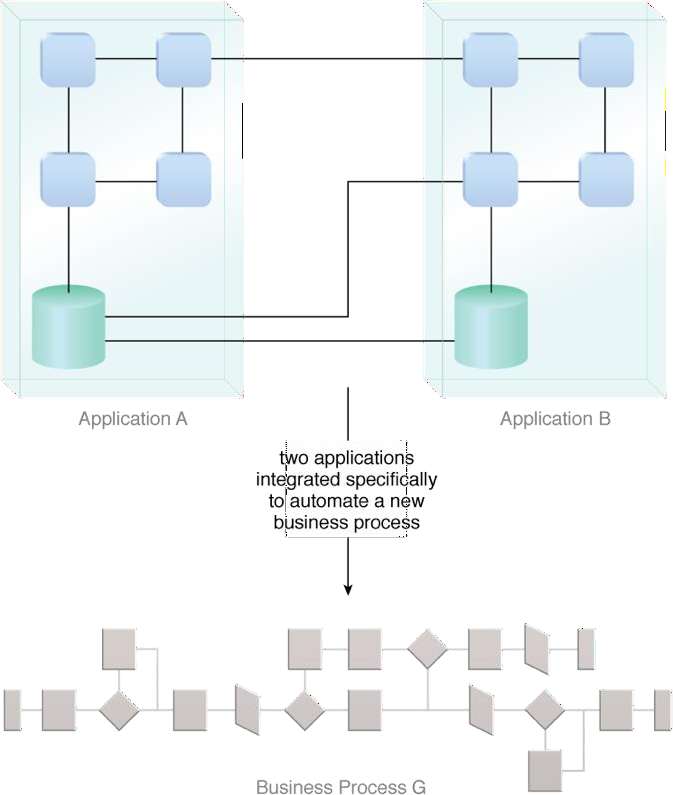 Application A
Application B
two applications
integrated specifically
to automate a new
business process
Business Process G